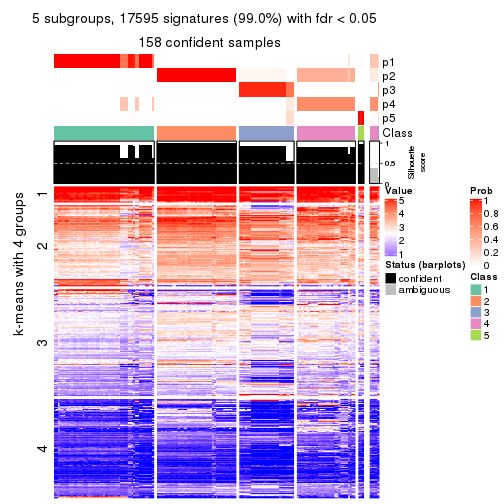 5 subgroups, 17595 signatures (99.0%) with fdr < 0.05
158 confident samples
p1
p2
p3
p4
p5
Class
1
0.5
0
Silhouette
score
k-means with 4 groups
1
2
3
4
Value
5
4
3
2
1
Status (barplots)
confident
ambiguous
Prob
1
0.8
0.6
0.4
0.2
0
Class
1
2
3
4
5